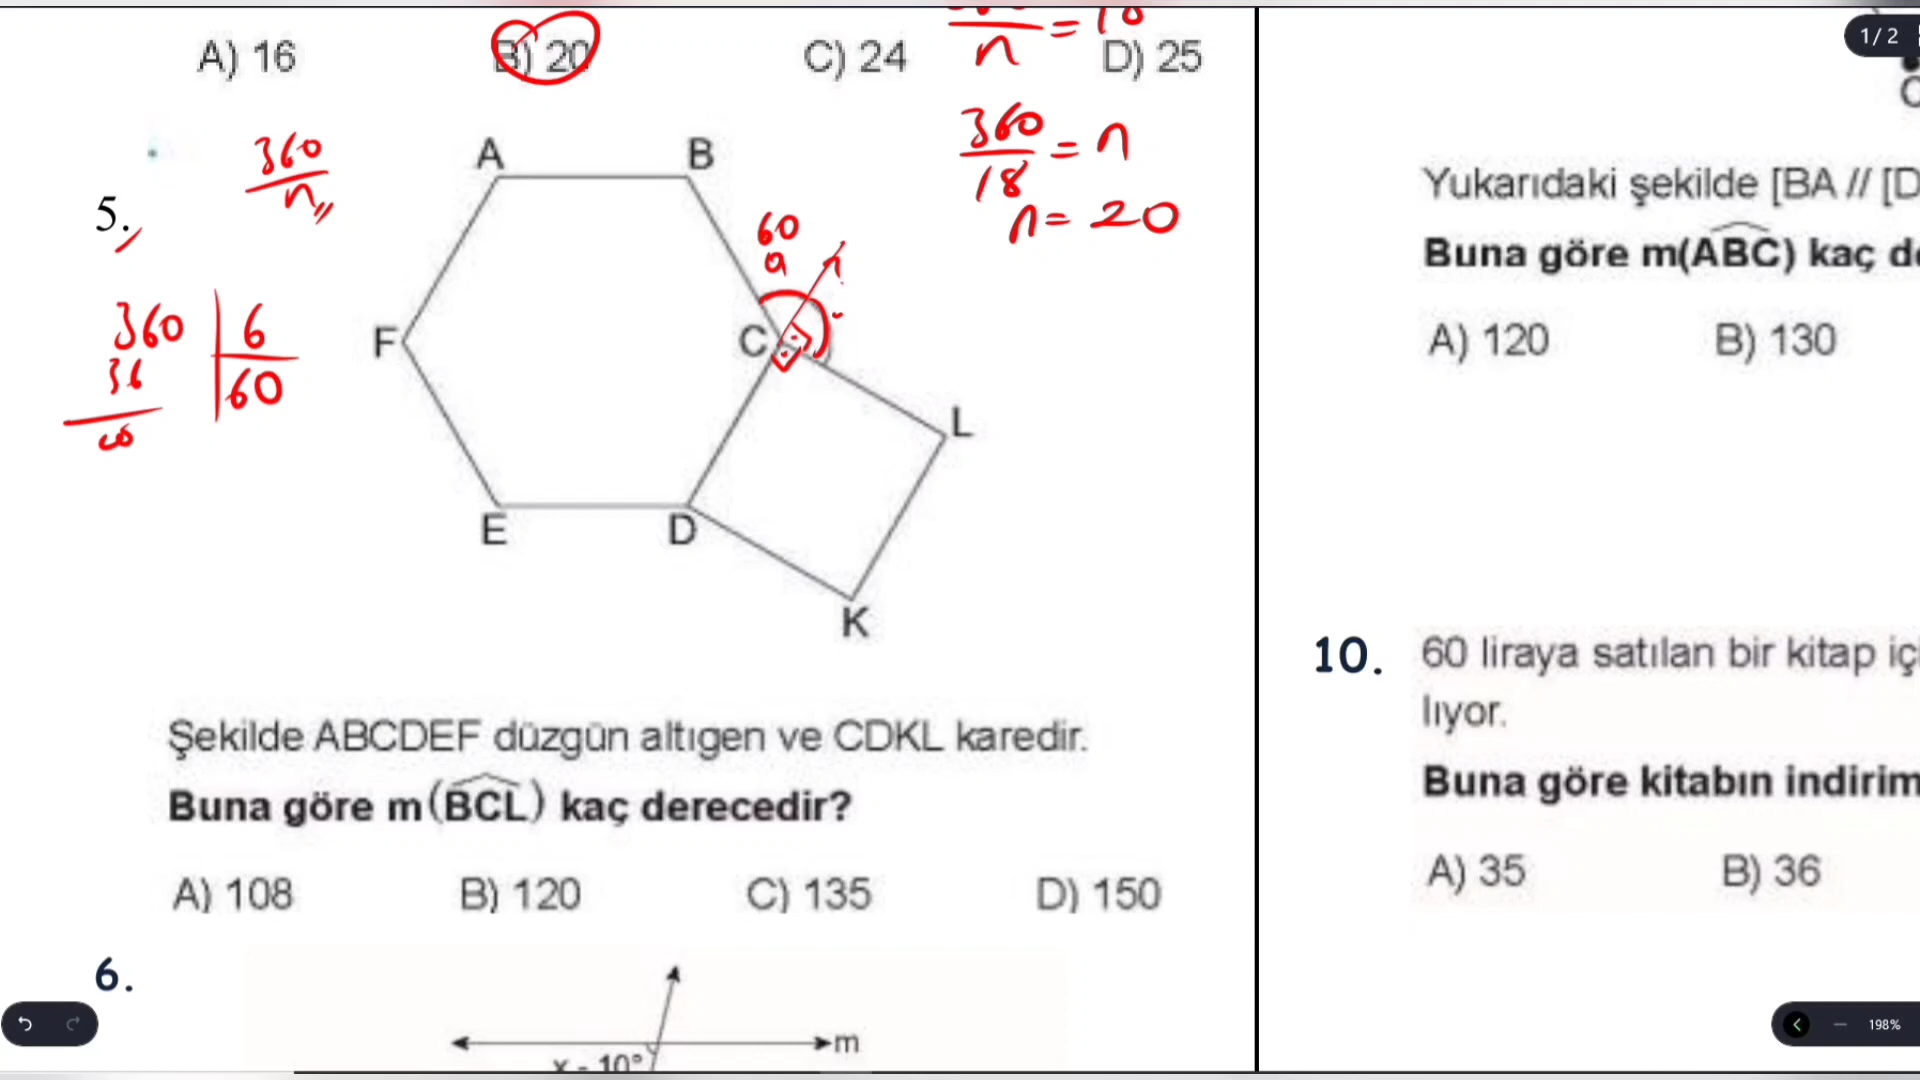 A) 16
B) 20
C) 24
D) 25
n
=
360
18
= n
n = 20
5.
360
n
360
6
36
60
A
B
60
a
F
C
L
E
D
K
Şekilde ABCDEF düzgün altıgen ve CDKL karedir.
Buna göre m(BCL) kaç derecedir?
A) 108
B) 120
C) 135
D) 150
6.
m
x - 10°
1/2
Yukarıdaki şekilde [BA // [D
Buna göre m(ABC) kaç
A) 120
B) 130
10. 60 liraya satılan bir kitap
lıyor.
Buna göre kitabın indirim
A) 35
B) 36
198%